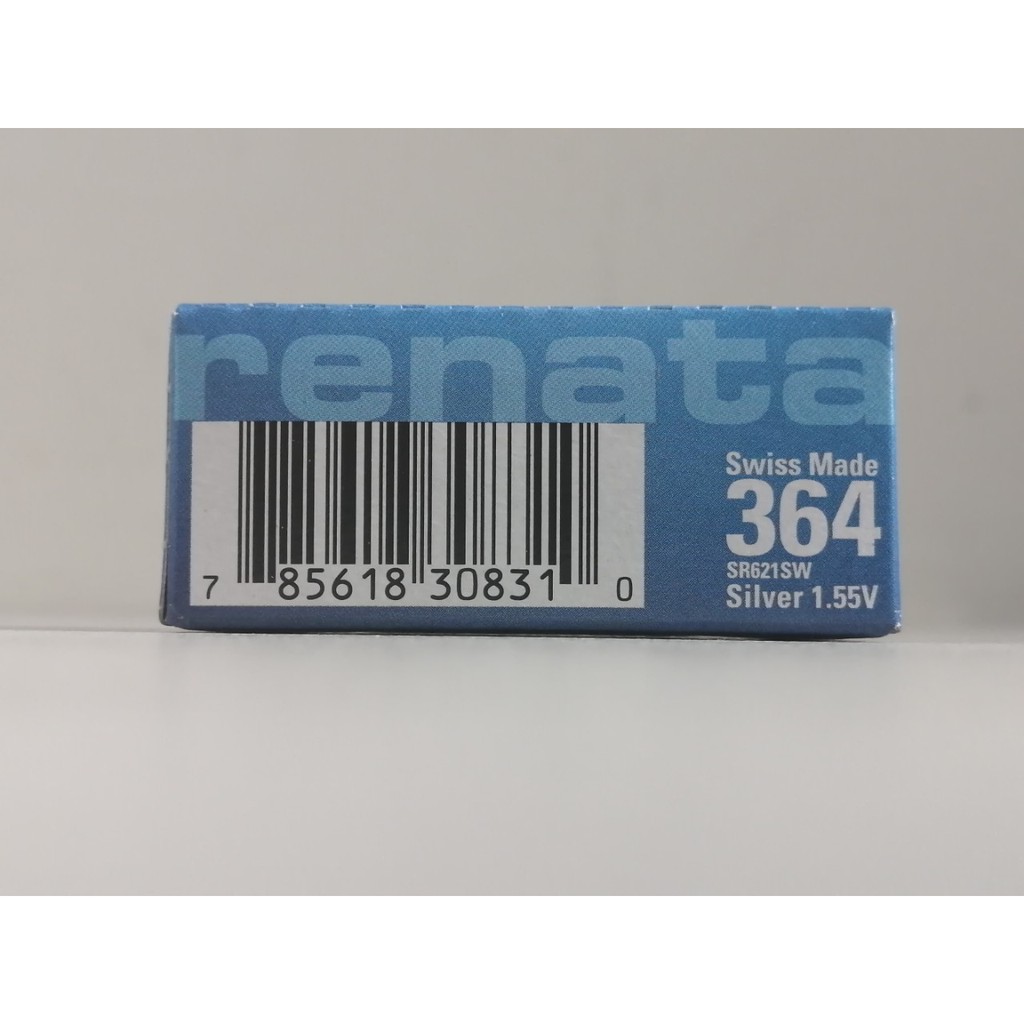 renata
Swiss Made
364
SR621SW
Silver 1.55V
7 85618 30831 0